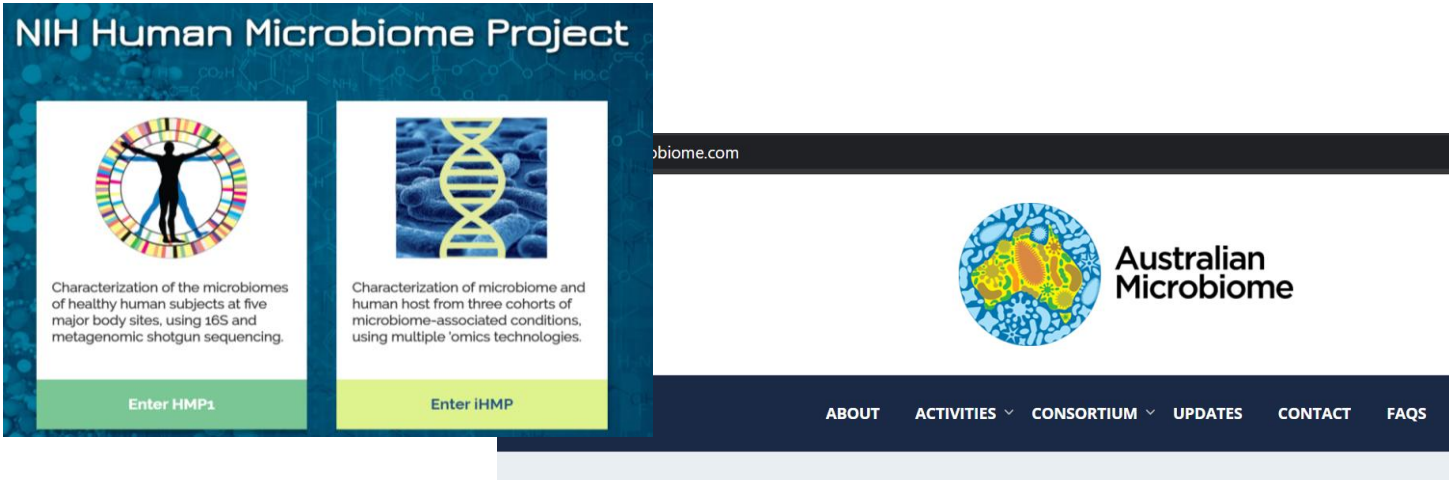 NIH Human Microbiome Project
Characterization of the microbiomes
of healthy human subjects at five
major body sites, using 16S and
metagenomic shotgun sequencing.
Enter HMP1
Characterization of microbiome and
human host from three cohorts of
microbiome-associated conditions,
using multiple 'omics technologies.
Enter iHMP
obiome.com
Australian
Microbiome
ABOUT ACTIVITIES CONSORTIUM UPDATES CONTACT FAQS